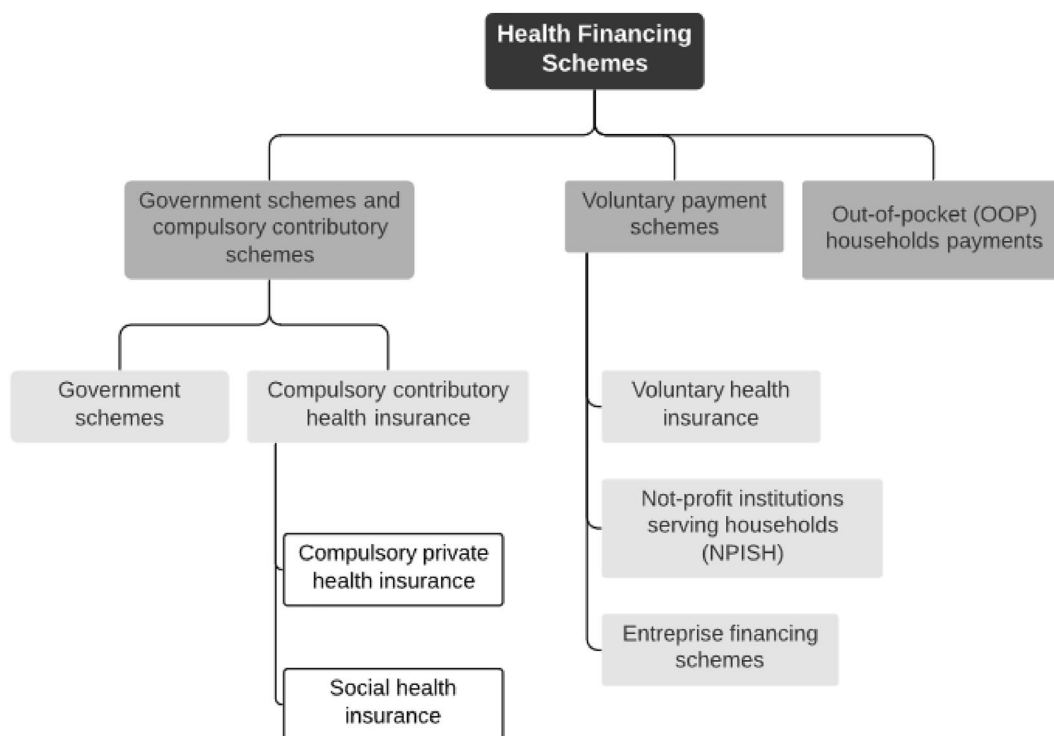 Health Financing
Schemes
Government schemes and
compulsory contributory
schemes
Voluntary payment
schemes
Out-of-pocket (OOP)
households payments
Government
schemes
Compulsory contributory
health insurance
Voluntary health
insurance
Not-profit institutions
serving households
(NPISH)
Compulsory private
health insurance
Entreprise financing
schemes
Social health
insurance